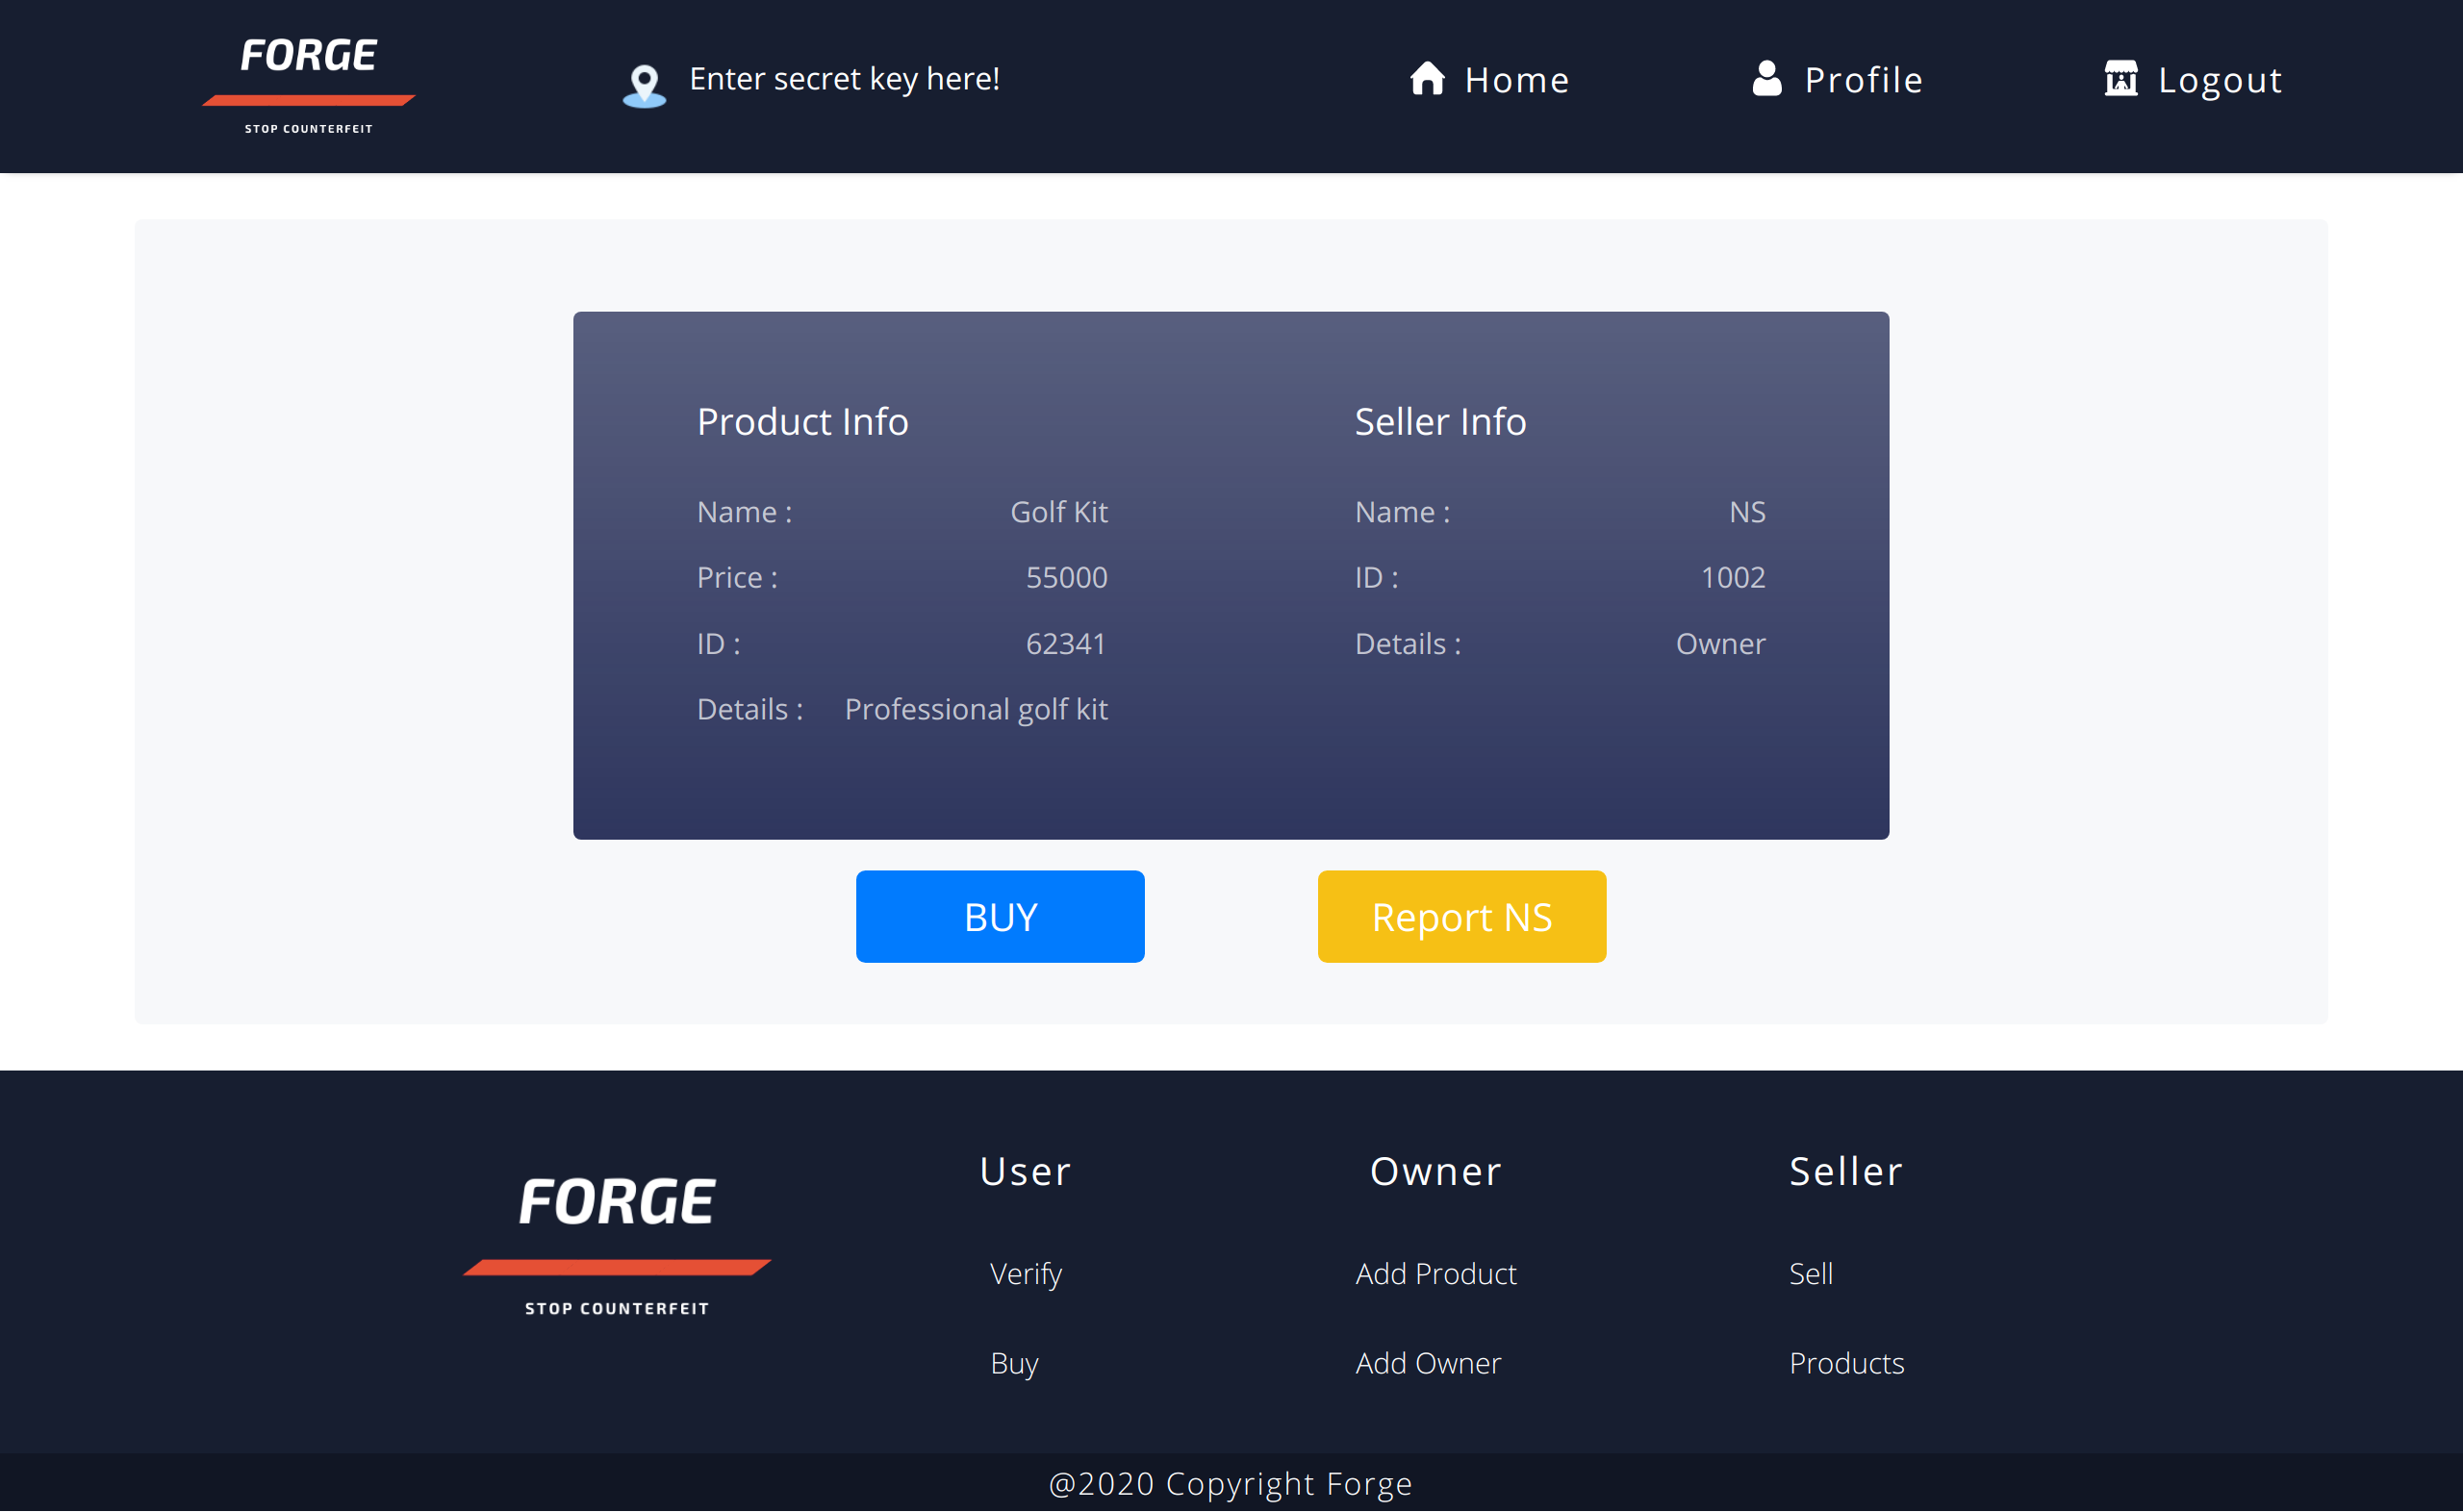 FORGE
STOP COUNTERFEIT
Enter secret key here!
Home
Profile
Logout
Product Info
Name : Golf Kit
Price : 55000
ID : 62341
Details : Professional golf kit
Seller Info
Name : NS
ID : 1002
Details : Owner
BUY
Report NS
FORGE
STOP COUNTERFEIT
User
Verify
Buy
Owner
Add Product
Add Owner
Seller
Sell
Products
@2020 Copyright Forge